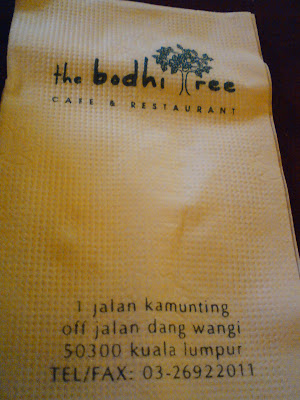 the bodhi Tree
CAFE & RESTAURANT
1 jalan kamunting
off jalan dang wangi
50300 kuala lumpur
TEL/FAX: 03-26922011